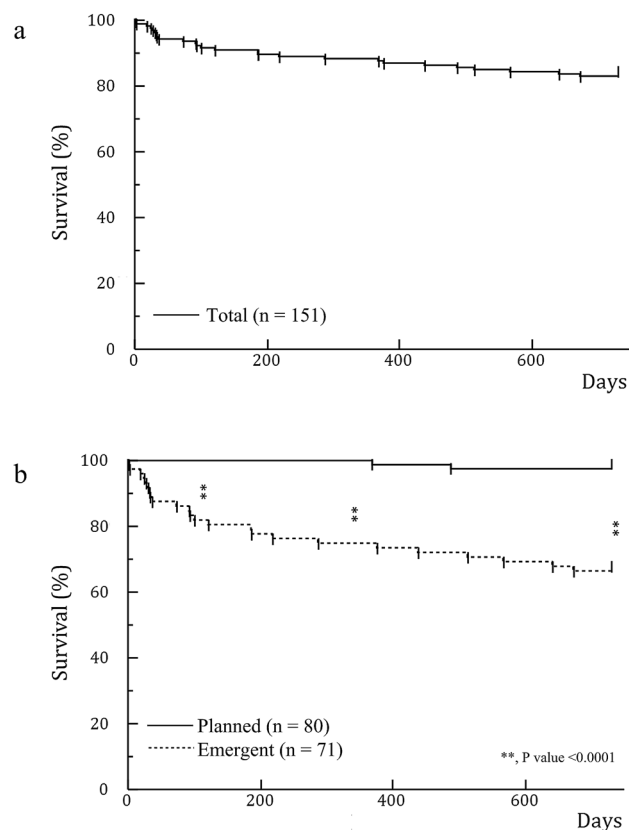 a
100
80
60
40
20
0
Survival (%)
Total (n = 151)
0 200 400 600
Days
b
100
80
60
40
20
0
Survival (%)
**
**
**
Planned (n = 80)
Emergent (n = 71)
**, P value <0.0001
0 200 400 600
Days